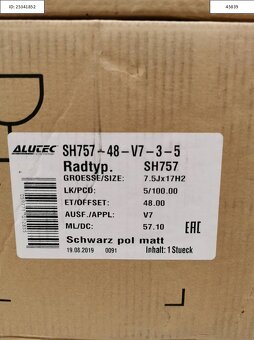 ID: 25341852
45839
ALUTEC SH757-48-V7-3-5
Radtyp. SH757
GROESSE/SIZE: 7.5Jx17H2
LK/PCD: 5/100.00
ET/OFFSET: 48.00
AUSF./APPL: V7
ML/DC: 57.10
EAC
Schwarz pol matt
19.08.2019 0091 Inhalt: 1 Stueck